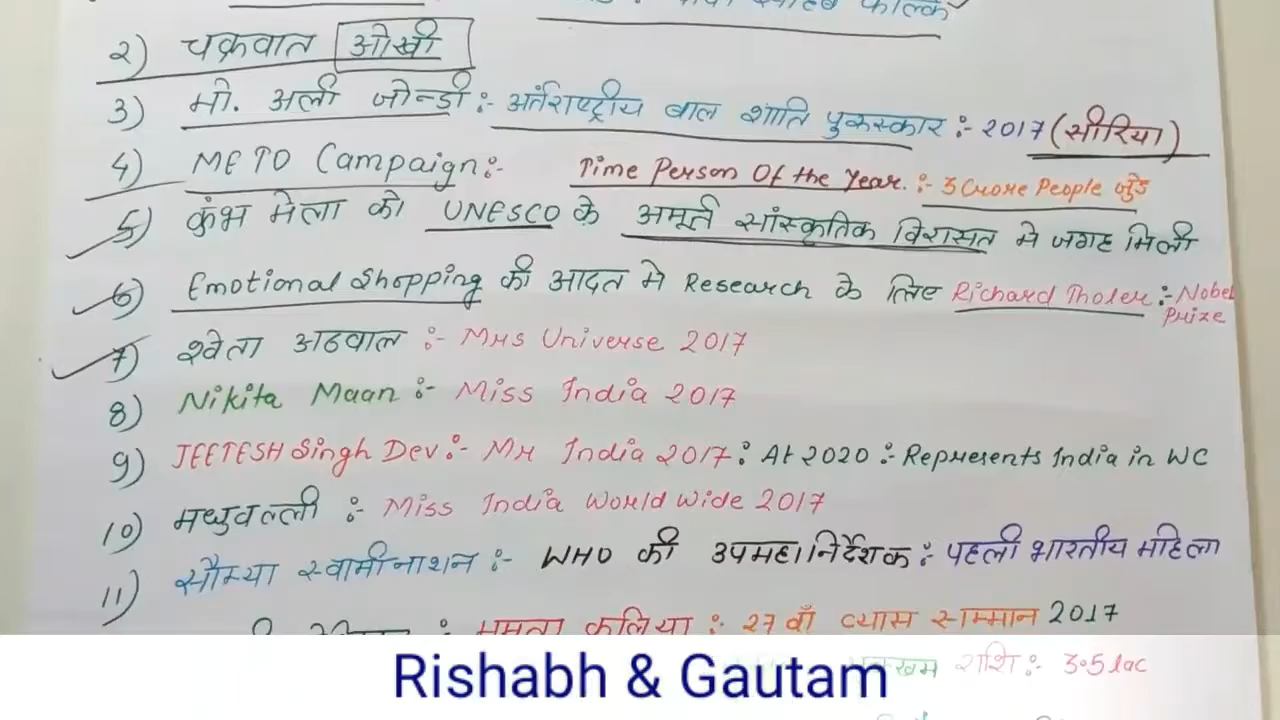 फाल्के
2) चक्रवात ओखी
3) मो. अली जोन्डी :- अर्तंराष्ट्रीय बाल शाति पुरूस्कार :- 2017 (सीरिया)
4) METO Campaign :- Time Person Of the Year. :- 3 Crore People जुड़े
5) कुंभ मेला को UNESCO के अमूर्त सांस्कृतिक विरासत मे जगह मिली
6) Emotional Shopping की आदत मे Research के लिए Richard Thaler :- Nobel Prize
7) श्वेता अठवाल :- Mrs Universe 2017
8) Nikita Maan :- Miss India 2017
9) JEETESH Singh Dev :- Mr India 2017 : At 2020 :- Represents India in WC
10) मधुवल्ली :- Miss India World Wide 2017
11) सौम्या स्वामीनाथन :- WHO की उपमहानिर्देशक :- पहली भारतीय महिला
ममता कलिया : 27 वाँ व्यास सम्मान 2017
राशि :- 3.5 lac
Rishabh & Gautam